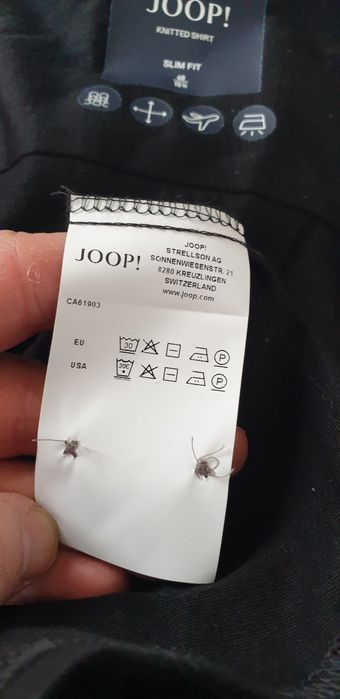 JOOP!
KNITTED SHIRT
SLIM FIT
JOOP!
JOOP!
STRELLSON AG
SONNENWIESENSTR. 21
8280 KREUZLINGEN
SWITZERLAND
www.joop.com
CA61903
EU
30
P
USA
30C
P